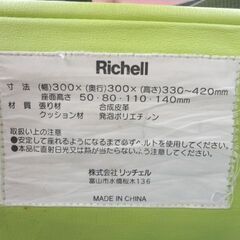 Richell
寸法 (幅)300×(奥行)300×(高さ)330〜420mm
座面高さ 50・80・110・140mm
材質 張り材 合成皮革
クッション材 発泡ポリエチレン
取扱い上の注意
●安定して座れるようになるまで必ずベルトを使用してください。
●本品に直射日光又は熱が当たらないよう、ご注意ください。
株式会社リッチェル
富山市水橋桜木136
MADE IN CHINA